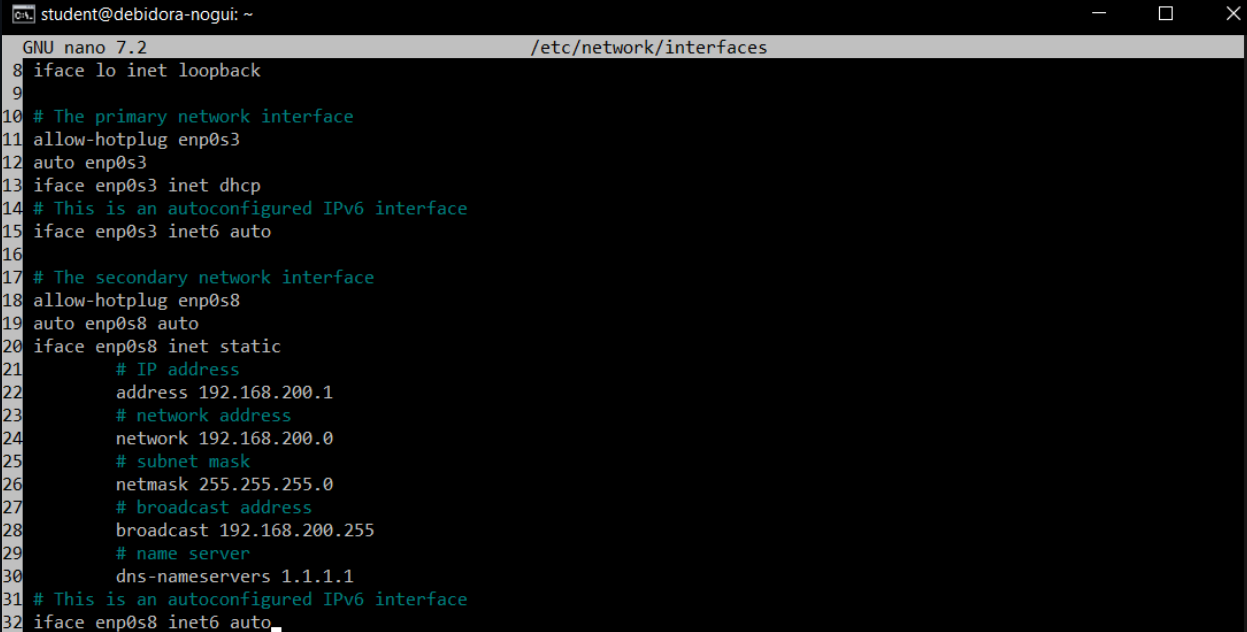 student@debidora-nogui: ~
GNU nano 7.2 /etc/network/interfaces
8 iface lo inet loopback
9
10 # The primary network interface
11 allow-hotplug enp0s3
12 auto enp0s3
13 iface enp0s3 inet dhcp
14 # This is an autoconfigured IPv6 interface
15 iface enp0s3 inet6 auto
16
17 # The secondary network interface
18 allow-hotplug enp0s8
19 auto enp0s8 auto
20 iface enp0s8 inet static
21 # IP address
22 address 192.168.200.1
23 # network address
24 network 192.168.200.0
25 # subnet mask
26 netmask 255.255.255.0
27 # broadcast address
28 broadcast 192.168.200.255
29 # name server
30 dns-nameservers 1.1.1.1
31 # This is an autoconfigured IPv6 interface
32 iface enp0s8 inet6 auto